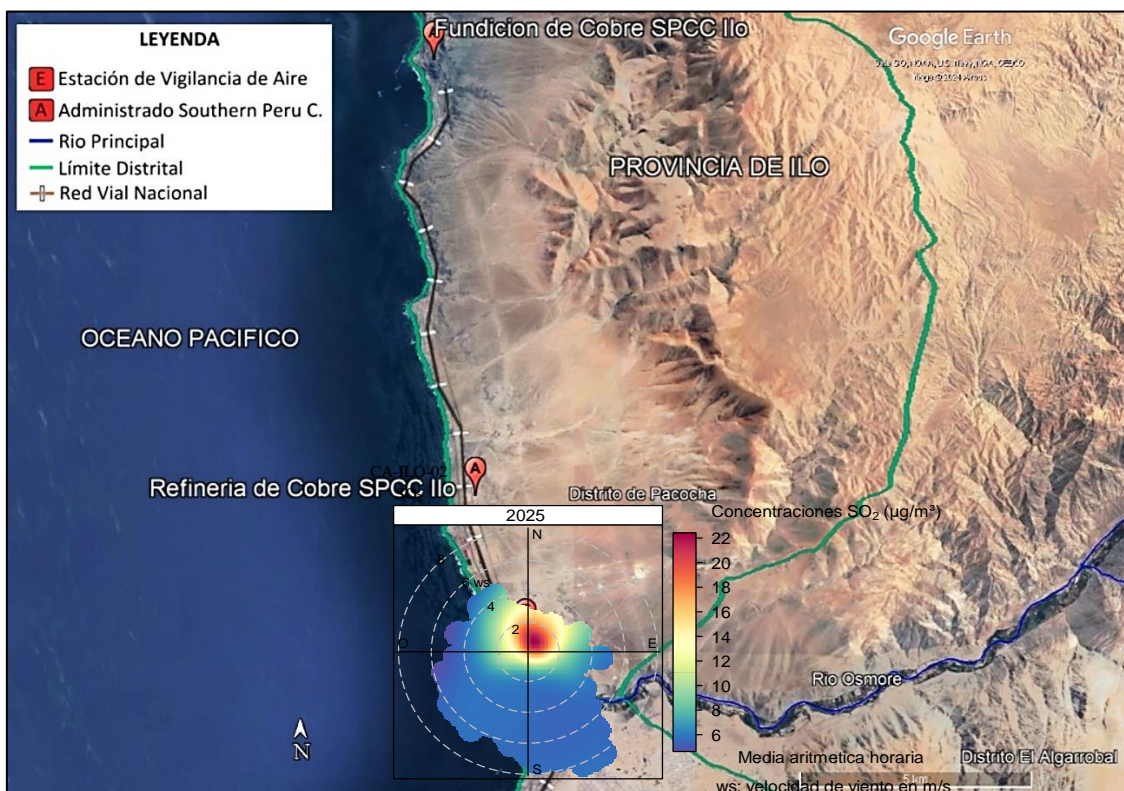 LEYENDA
E Estación de Vigilancia de Aire
A Administrado Southern Peru C.
Rio Principal
Límite Distrital
Red Vial Nacional
Fundicion de Cobre SPCC Ilo
Google Earth
PROVINCIA DE ILO
OCEANO PACIFICO
CA-ILO-02
A
Refineria de Cobre SPCC Ilo
Distrito de Pacocha
2025
Concentraciones SO₂ (µg/m³)
N
8
6 ws
4
2
O
E
S
22
20
18
16
14
12
10
8
6
Rio Osmore
N
Media aritmetica horaria
Distrito El Algarrobal
5 km
ws: velocidad de viento en m/s